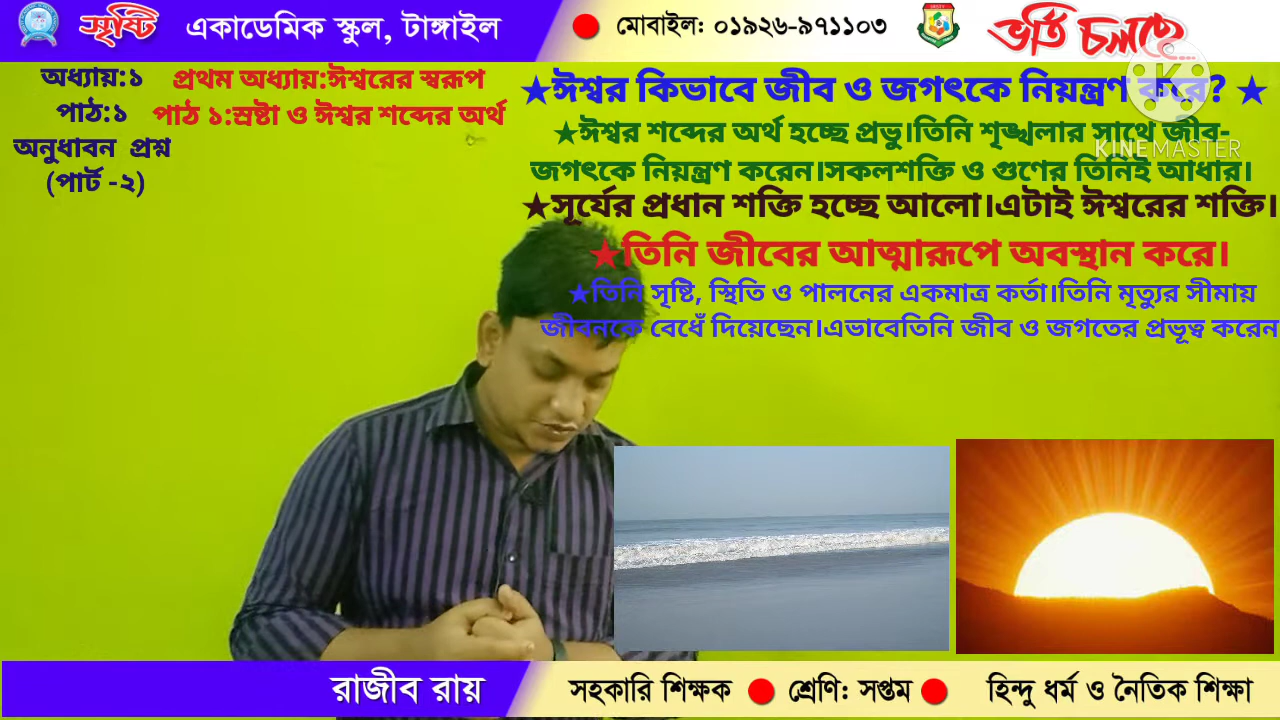 সৃষ্টি একাডেমিক স্কুল, টাঙ্গাইল
মোবাইল: ০১৯২৬-৯৭১১০৩
ভর্তি চলছে
অধ্যায়:১
পাঠ:১
অনুধাবন প্রশ্ন
(পার্ট -২)
প্রথম অধ্যায়:ঈশ্বরের স্বরূপ
পাঠ ১:স্রষ্টা ও ঈশ্বর শব্দের অর্থ
★ঈশ্বর কিভাবে জীব ও জগৎকে নিয়ন্ত্রণ করে? ★
★ঈশ্বর শব্দের অর্থ হচ্ছে প্রভু।তিনি শৃঙ্খলার সাথে জীব-
জগৎকে নিয়ন্ত্রণ করেন।সকলশক্তি ও গুণের তিনিই আধার।
★সূর্যের প্রধান শক্তি হচ্ছে আলো।এটাই ঈশ্বরের শক্তি।
★তিনি জীবের আত্মারূপে অবস্থান করে।
★তিনি সৃষ্টি, স্থিতি ও পালনের একমাত্র কর্তা।তিনি মৃত্যুর সীমায়
জীবনকে বেধেঁ দিয়েছেন।এভাবেতিনি জীব ও জগতের প্রভূত্ব করেন
KINEMASTER
রাজীব রায়
সহকারি শিক্ষক
শ্রেণি: সপ্তম
হিন্দু ধর্ম ও নৈতিক শিক্ষা